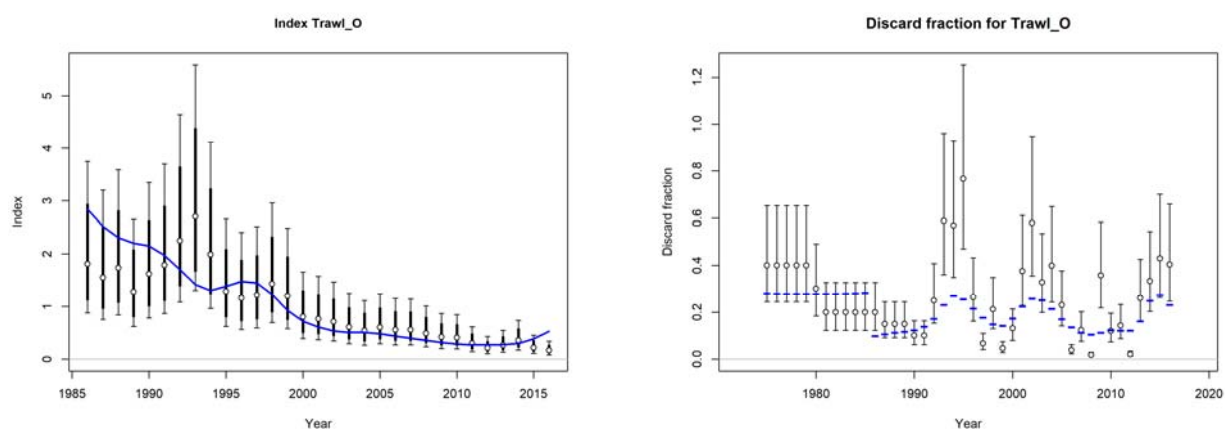 Index Trawl_O
Index
5
4
3
2
1
0
1985 1990 1995 2000 2005 2010 2015
Year
Discard fraction for Trawl_O
Discard fraction
1.2
1.0
0.8
0.6
0.4
0.2
0.0
1980 1990 2000 2010 2020
Year